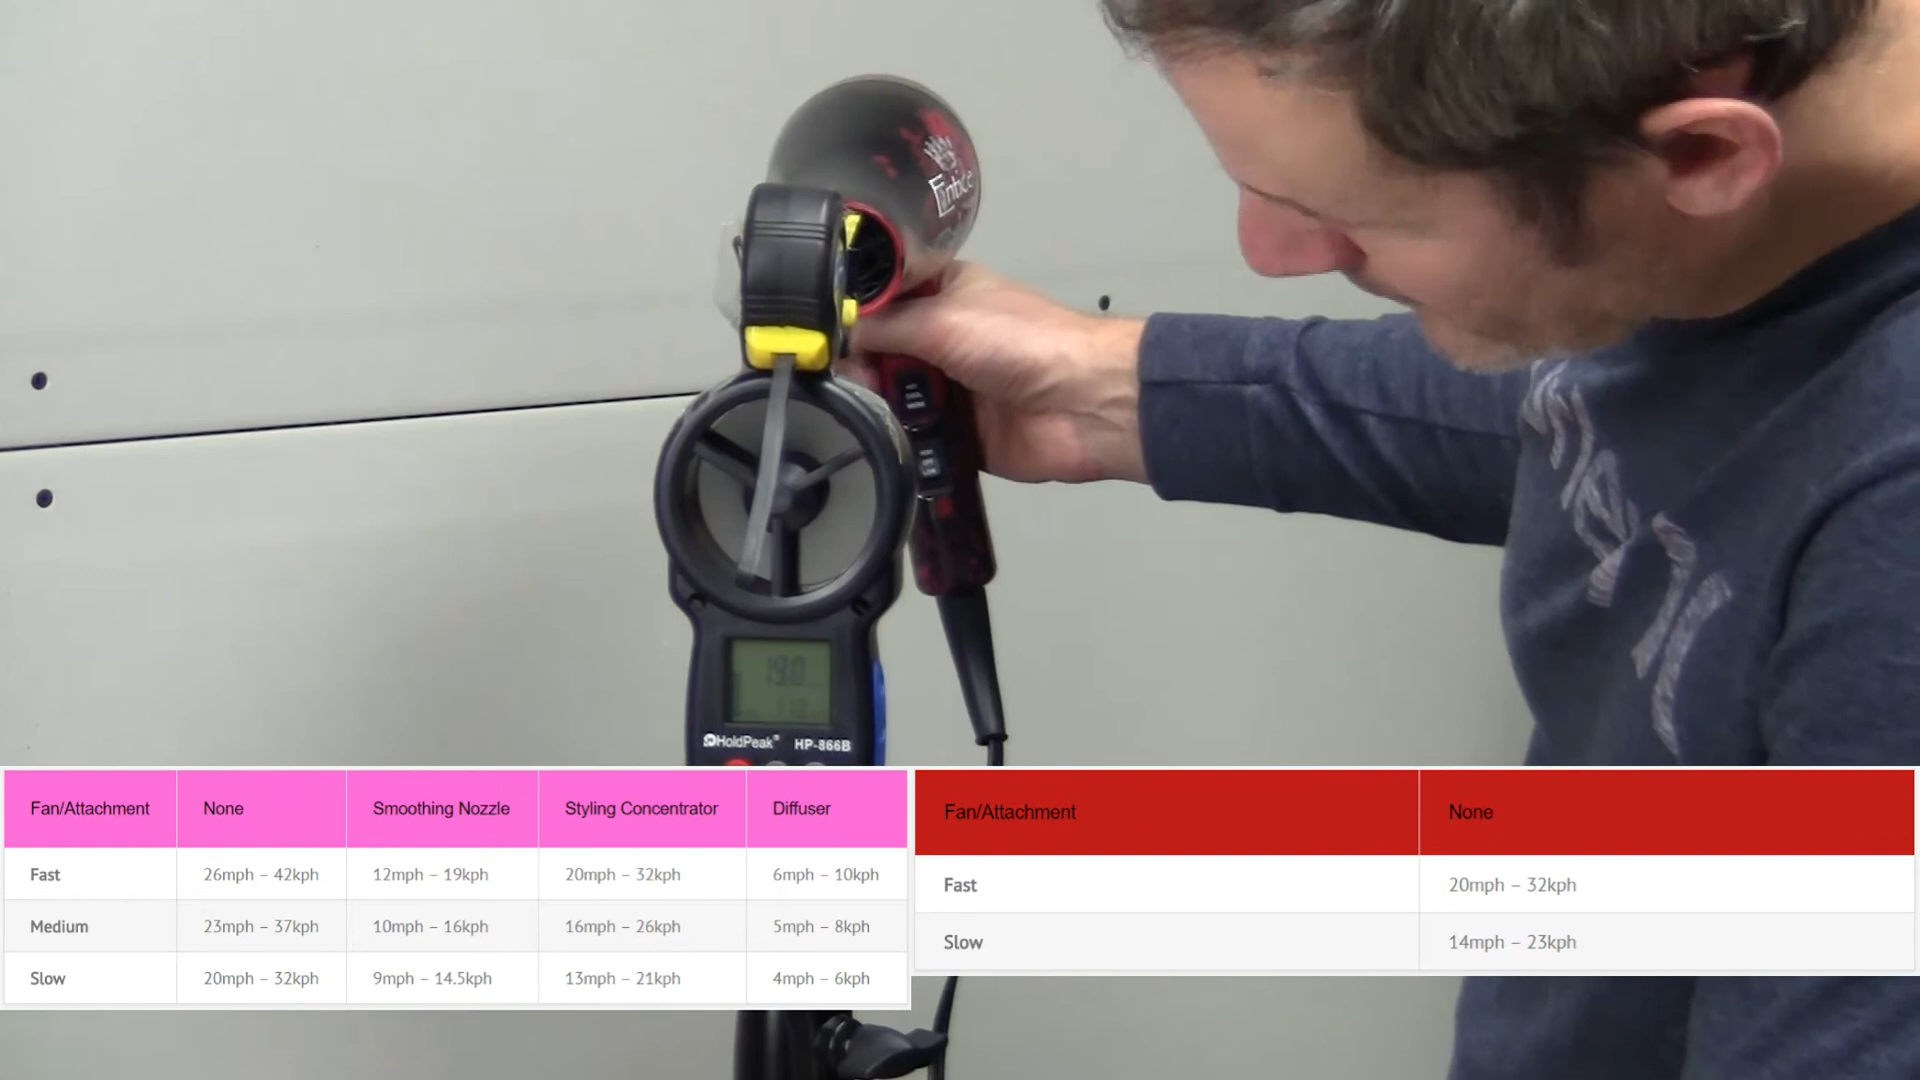 Entice
19.0
HoldPeak® HP-866B
Fan/Attachment None Smoothing Nozzle Styling Concentrator Diffuser
Fast 26mph – 42kph 12mph – 19kph 20mph – 32kph 6mph – 10kph
Medium 23mph – 37kph 10mph – 16kph 16mph – 26kph 5mph – 8kph
Slow 20mph – 32kph 9mph – 14.5kph 13mph – 21kph 4mph – 6kph
Fan/Attachment None
Fast 20mph – 32kph
Slow 14mph – 23kph